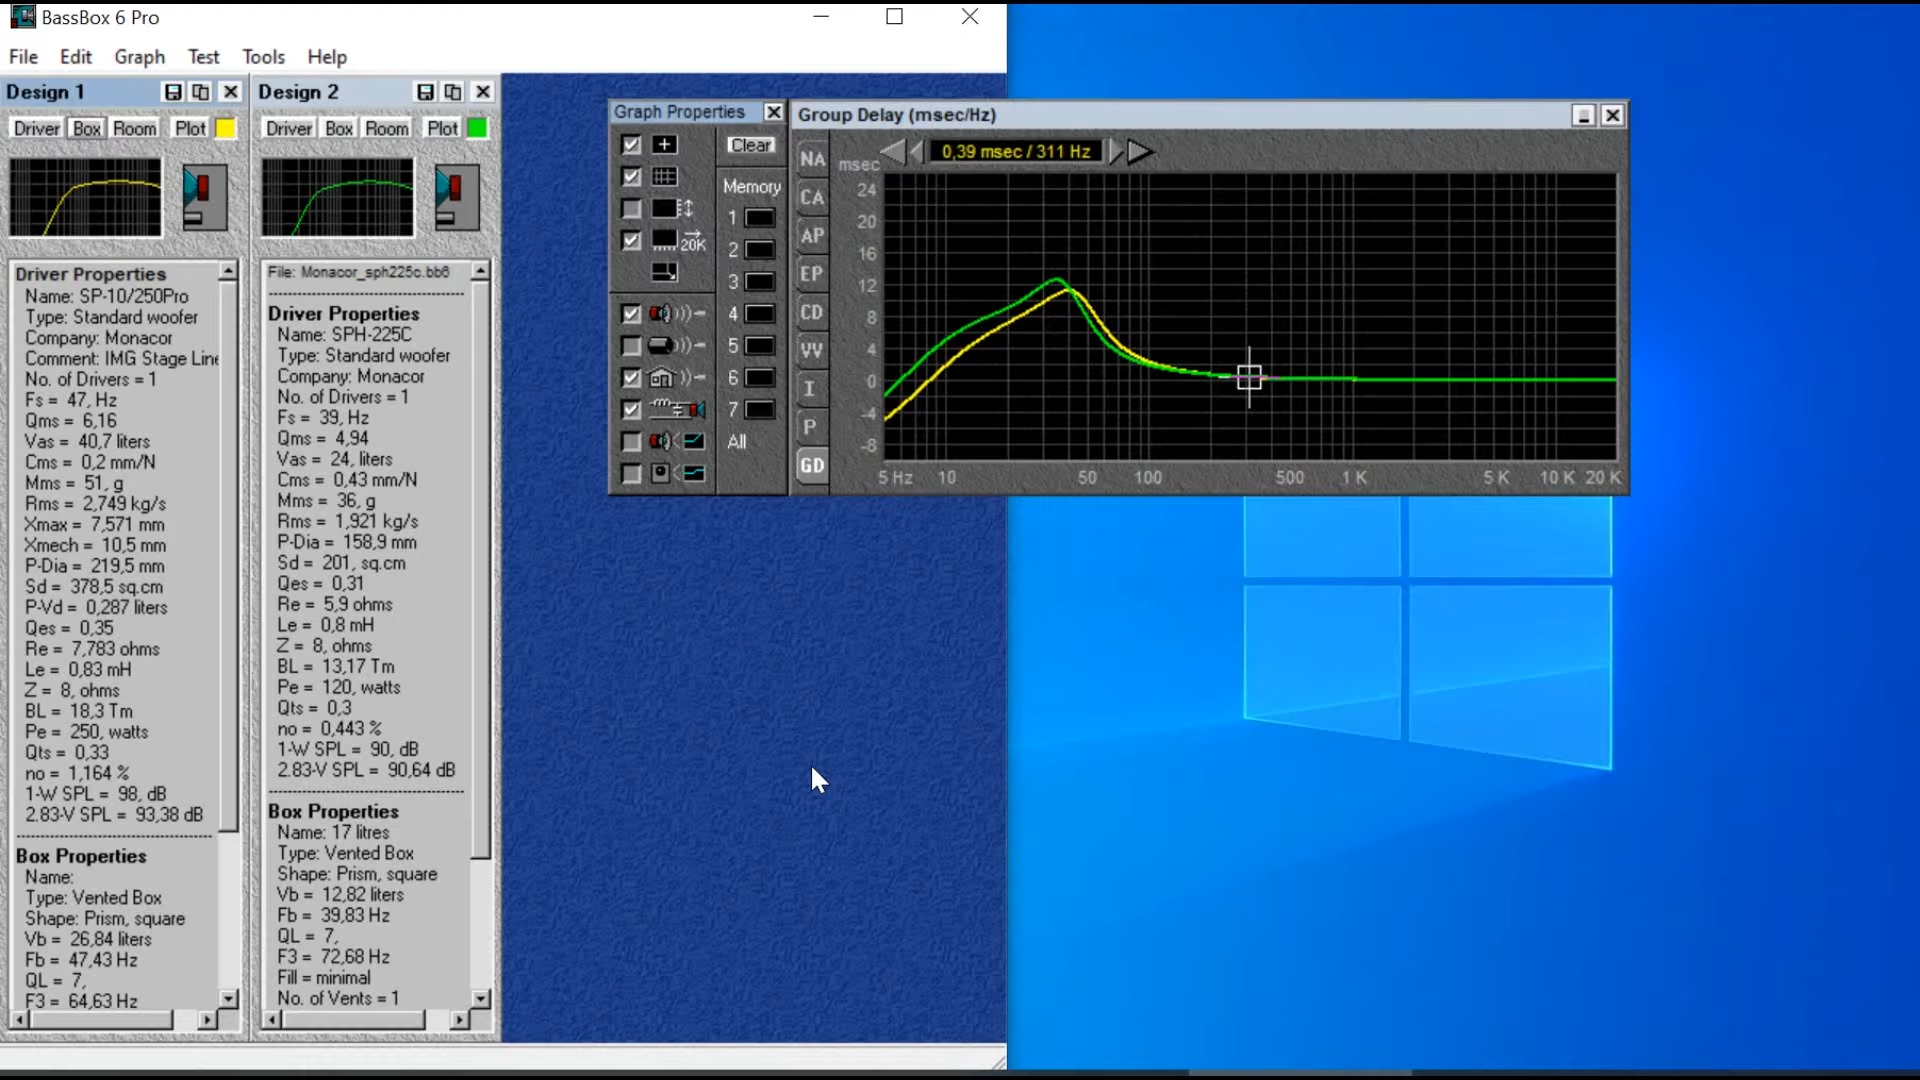 BassBox 6 Pro
File Edit Graph Test Tools Help
Design 1
Driver Box Room Plot
Driver Properties
Name: SP-10/250Pro
Type: Standard woofer
Company: Monacor
Comment: IMG Stage Line
No. of Drivers = 1
Fs = 47, Hz
Qms = 6,16
Vas = 40,7 liters
Cms = 0,2 mm/N
Mms = 51, g
Rms = 2,749 kg/s
Xmax = 7,571 mm
Xmech = 10,5 mm
P-Dia = 219,5 mm
Sd = 378,5 sq.cm
P-Vd = 0,287 liters
Qes = 0,35
Re = 7,783 ohms
Le = 0,83 mH
Z = 8, ohms
BL = 18,3 Tm
Pe = 250, watts
Qts = 0,33
no = 1,164 %
1-W SPL = 98, dB
2.83-V SPL = 93,38 dB
Box Properties
Name:
Type: Vented Box
Shape: Prism, square
Vb = 26,84 liters
Fb = 47,43 Hz
QL = 7,
F3 = 64,63 Hz
Design 2
Driver Box Room Plot
File: Monacor_sph225c.bb6
Driver Properties
Name: SPH-225C
Type: Standard woofer
Company: Monacor
No. of Drivers = 1
Fs = 39, Hz
Qms = 4,94
Vas = 24, liters
Cms = 0,43 mm/N
Mms = 36, g
Rms = 1,921 kg/s
P-Dia = 158,9 mm
Sd = 201, sq.cm
Qes = 0,31
Re = 5,9 ohms
Le = 0,8 mH
Z = 8, ohms
BL = 13,17 Tm
Pe = 120, watts
Qts = 0,3
no = 0,443 %
1-W SPL = 90, dB
2.83-V SPL = 90,64 dB
Box Properties
Name: 17 litres
Type: Vented Box
Shape: Prism, square
Vb = 12,82 liters
Fb = 39,83 Hz
QL = 7,
F3 = 72,68 Hz
Fill = minimal
No. of Vents = 1
Graph Properties
20K
Clear
Memory
1
2
3
4
5
6
7
All
Group Delay (msec/Hz)
0,39 msec / 311 Hz
NA
CA
AP
EP
CD
VV
I
P
GD
msec
24
20
16
12
8
4
0
-4
-8
5 Hz 10 50 100 500 1 K 5 K 10 K 20 K